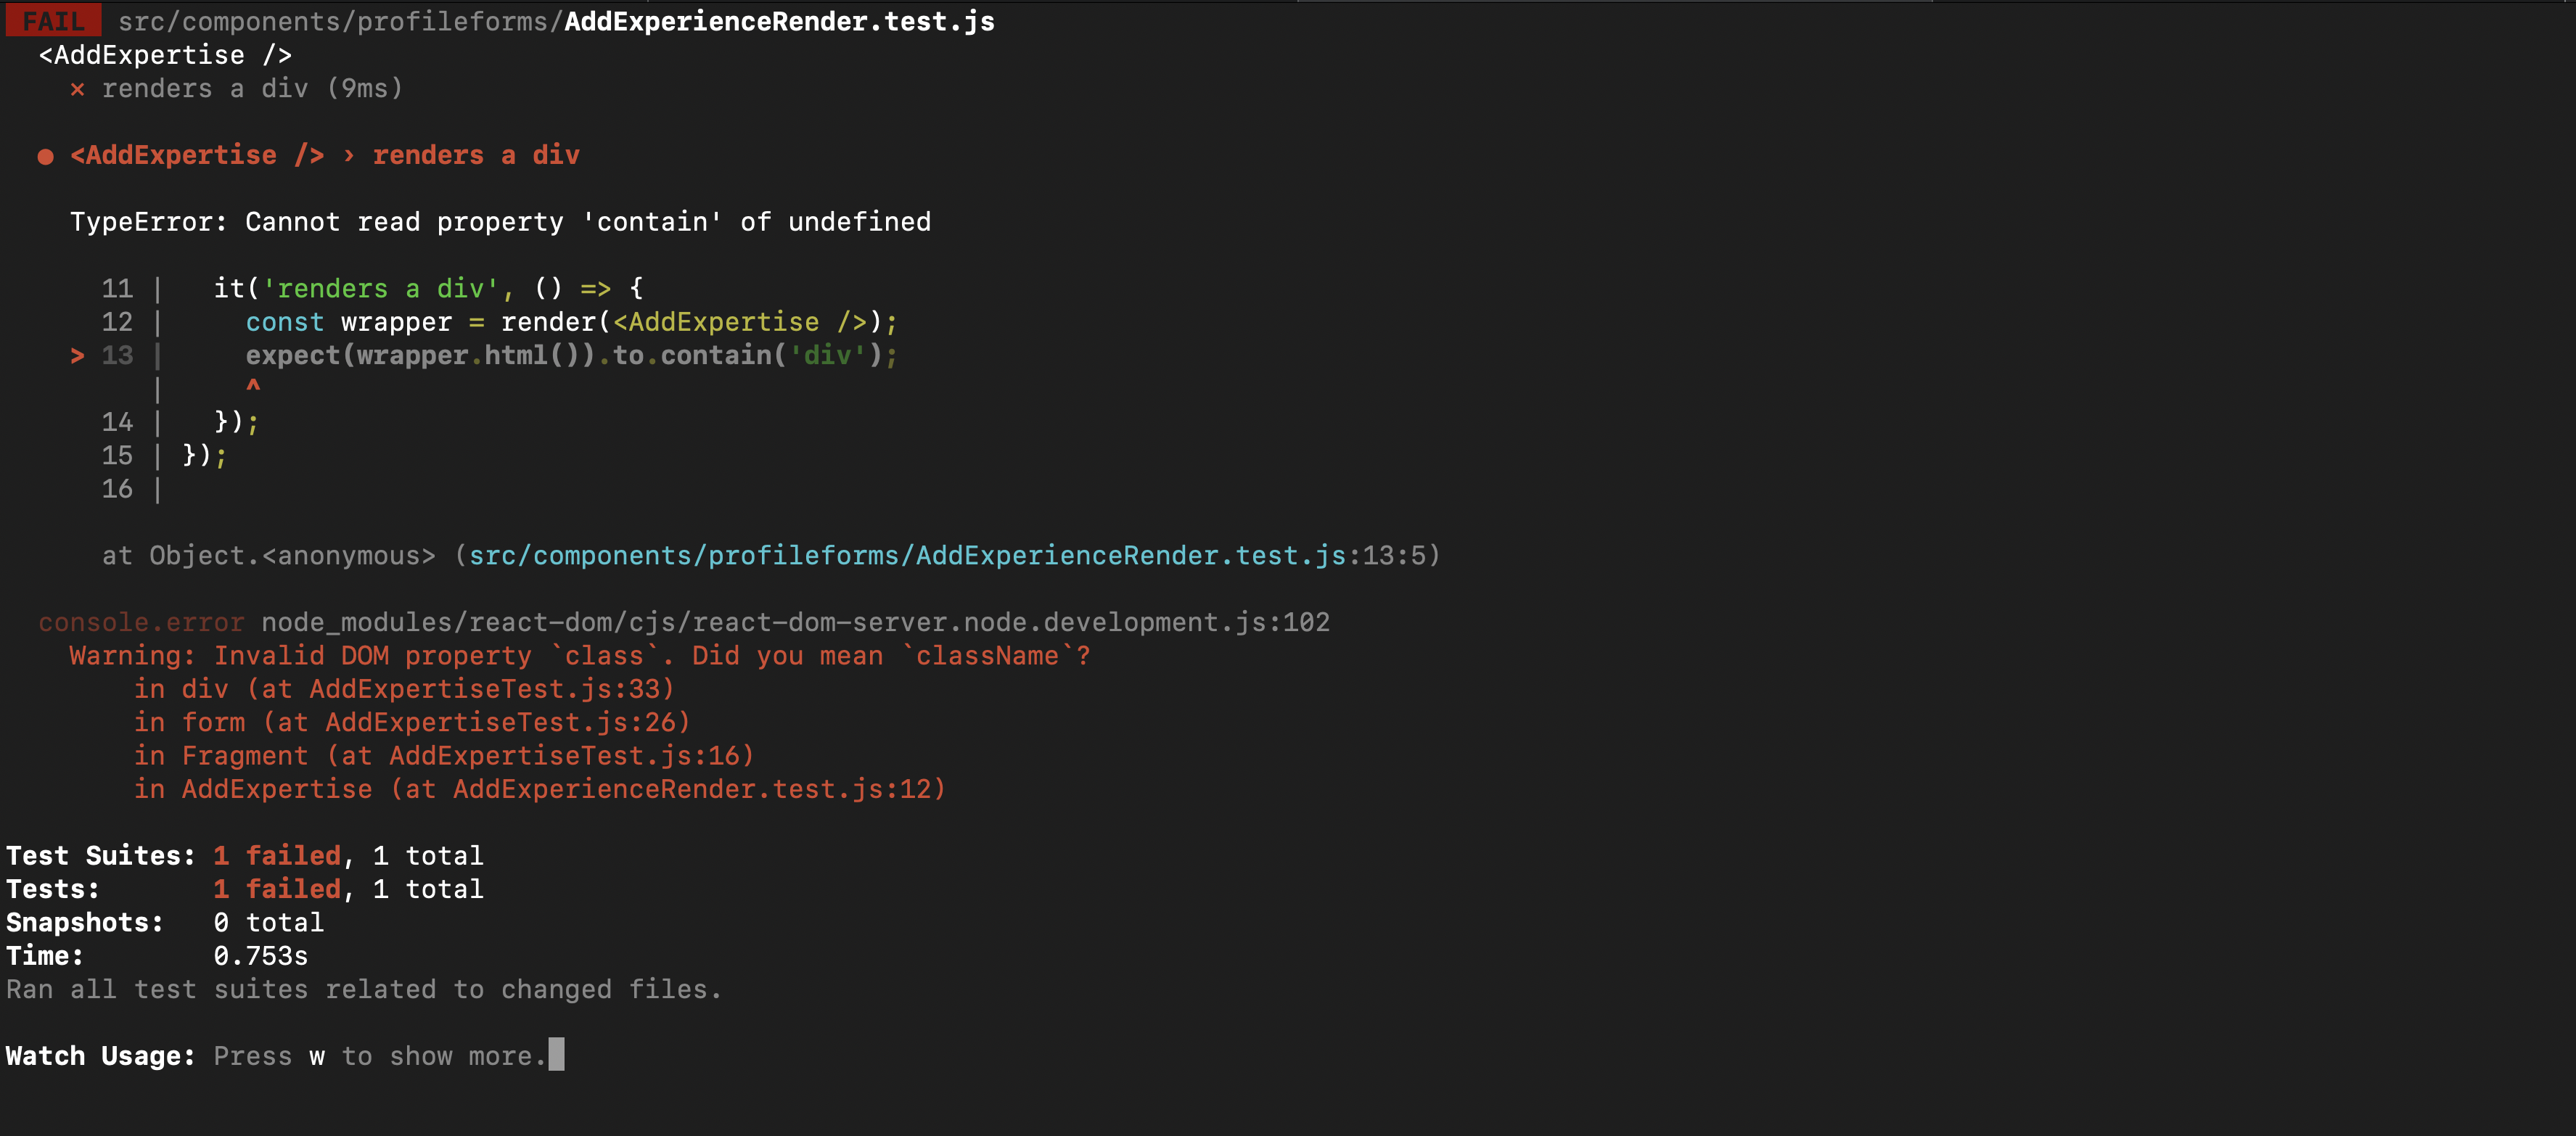 FAIL src/components/profileforms/AddExperienceRender.test.js
<AddExpertise />
✕ renders a div (9ms)
● <AddExpertise /> › renders a div
TypeError: Cannot read property 'contain' of undefined
11 |   it('renders a div', () => {
12 |     const wrapper = render(<AddExpertise />);
> 13 |     expect(wrapper.html()).to.contain('div');
|     ^
14 |   });
15 | });
16 |
at Object.<anonymous> (src/components/profileforms/AddExperienceRender.test.js:13:5)
console.error node_modules/react-dom/cjs/react-dom-server.node.development.js:102
Warning: Invalid DOM property `class`. Did you mean `className`?
in div (at AddExpertiseTest.js:33)
in form (at AddExpertiseTest.js:26)
in Fragment (at AddExpertiseTest.js:16)
in AddExpertise (at AddExperienceRender.test.js:12)
Test Suites: 1 failed, 1 total
Tests:       1 failed, 1 total
Snapshots:   0 total
Time:        0.753s
Ran all test suites related to changed files.
Watch Usage: Press w to show more.